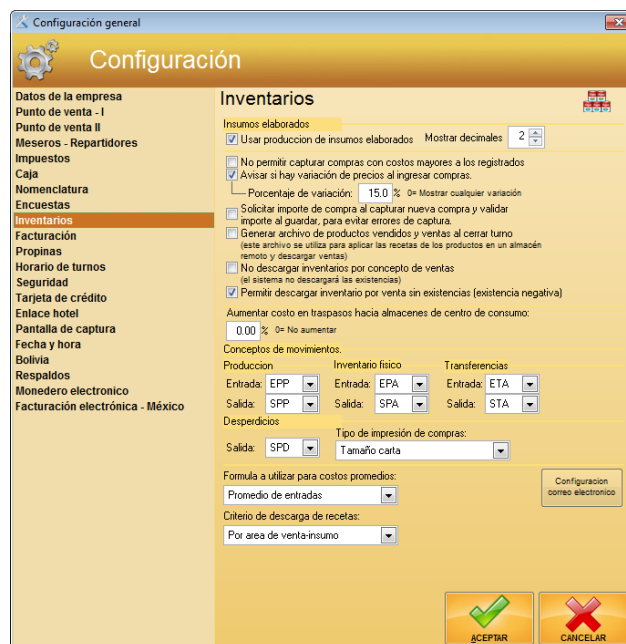 Configuración general
Configuración
Datos de la empresa
Punto de venta - I
Punto de venta II
Meseros - Repartidores
Impuestos
Caja
Nomenclatura
Encuestas
Inventarios
Facturación
Propinas
Horario de turnos
Seguridad
Tarjeta de crédito
Enlace hotel
Pantalla de captura
Fecha y hora
Bolivia
Respaldos
Monedero electronico
Facturación electrónica - México
Inventarios
Insumos elaborados
Usar produccion de insumos elaborados Mostrar decimales 2
No permitir capturar compras con costos mayores a los registrados
Avisar si hay variación de precios al ingresar compras.
Porcentaje de variación: 15.0 % 0= Mostrar cualquier variación
Solicitar importe de compra al capturar nueva compra y validar
importe al guardar, para evitar errores de captura.
Generar archivo de productos vendidos y ventas al cerrar turno
(este archivo se utiliza para aplicar las recetas de los productos en un almacén
remoto y descargar ventas)
No descargar inventarios por concepto de ventas
(el sistema no descargará las existencias)
Permitir descargar inventario por venta sin existencias (existencia negativa)
Aumentar costo en traspasos hacia almacenes de centro de consumo:
0.00 % 0= No aumentar
Conceptos de movimientos.
Produccion Inventario fisico Transferencias
Entrada: EPP Entrada: EPA Entrada: ETA
Salida: SPP Salida: SPA Salida: STA
Desperdicios
Tipo de impresión de compras:
Salida: SPD Tamaño carta
Formula a utilizar para costos promedios:
Promedio de entradas
Configuracion
correo electronico
Criterio de descarga de recetas:
Por area de venta-insumo
ACEPTAR CANCELAR